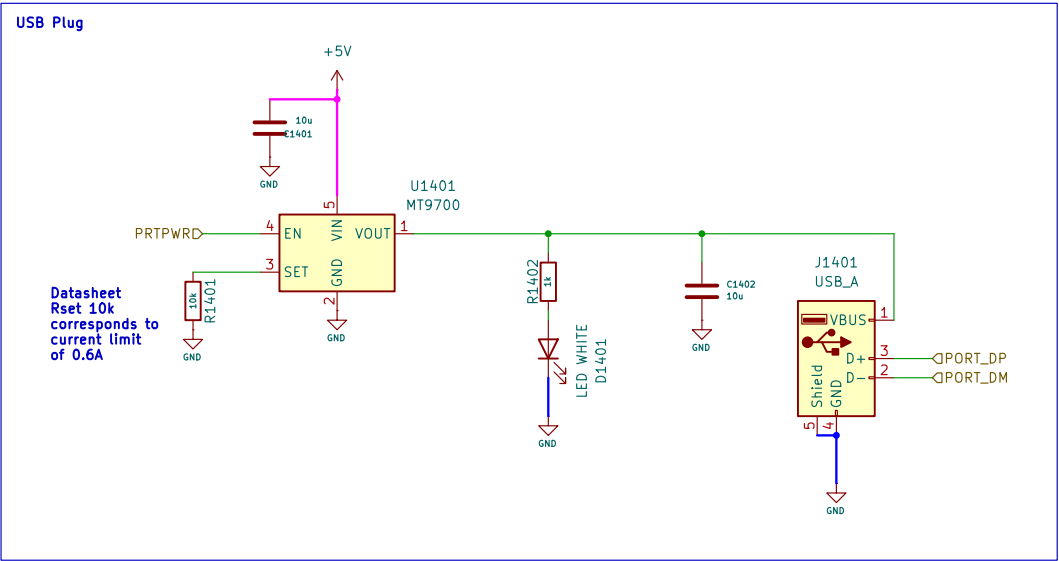 USB Plug
+5V
10u
C1401
GND
U1401
MT9700
5
PRTPWR
4
EN
VIN
VOUT
1
3
SET
GND
2
GND
10k
R1401
GND
Datasheet
Rset 10k
corresponds to
current limit
of 0.6A
R1402
1k
LED WHITE
D1401
GND
C1402
10u
GND
J1401
USB_A
VBUS
1
D+
3
PORT_DP
D-
2
PORT_DM
Shield
GND
5
4
GND